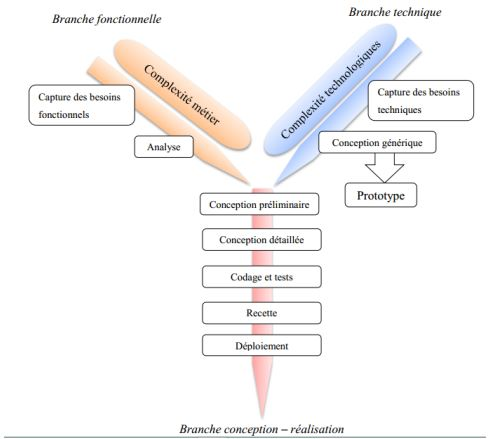 Branche fonctionnelle
Branche technique
Complexité métier
Complexité technologiques
Capture des besoins
fonctionnels
Capture des besoins
techniques
Analyse
Conception générique
Prototype
Conception préliminaire
Conception détaillée
Codage et tests
Recette
Déploiement
Branche conception – réalisation